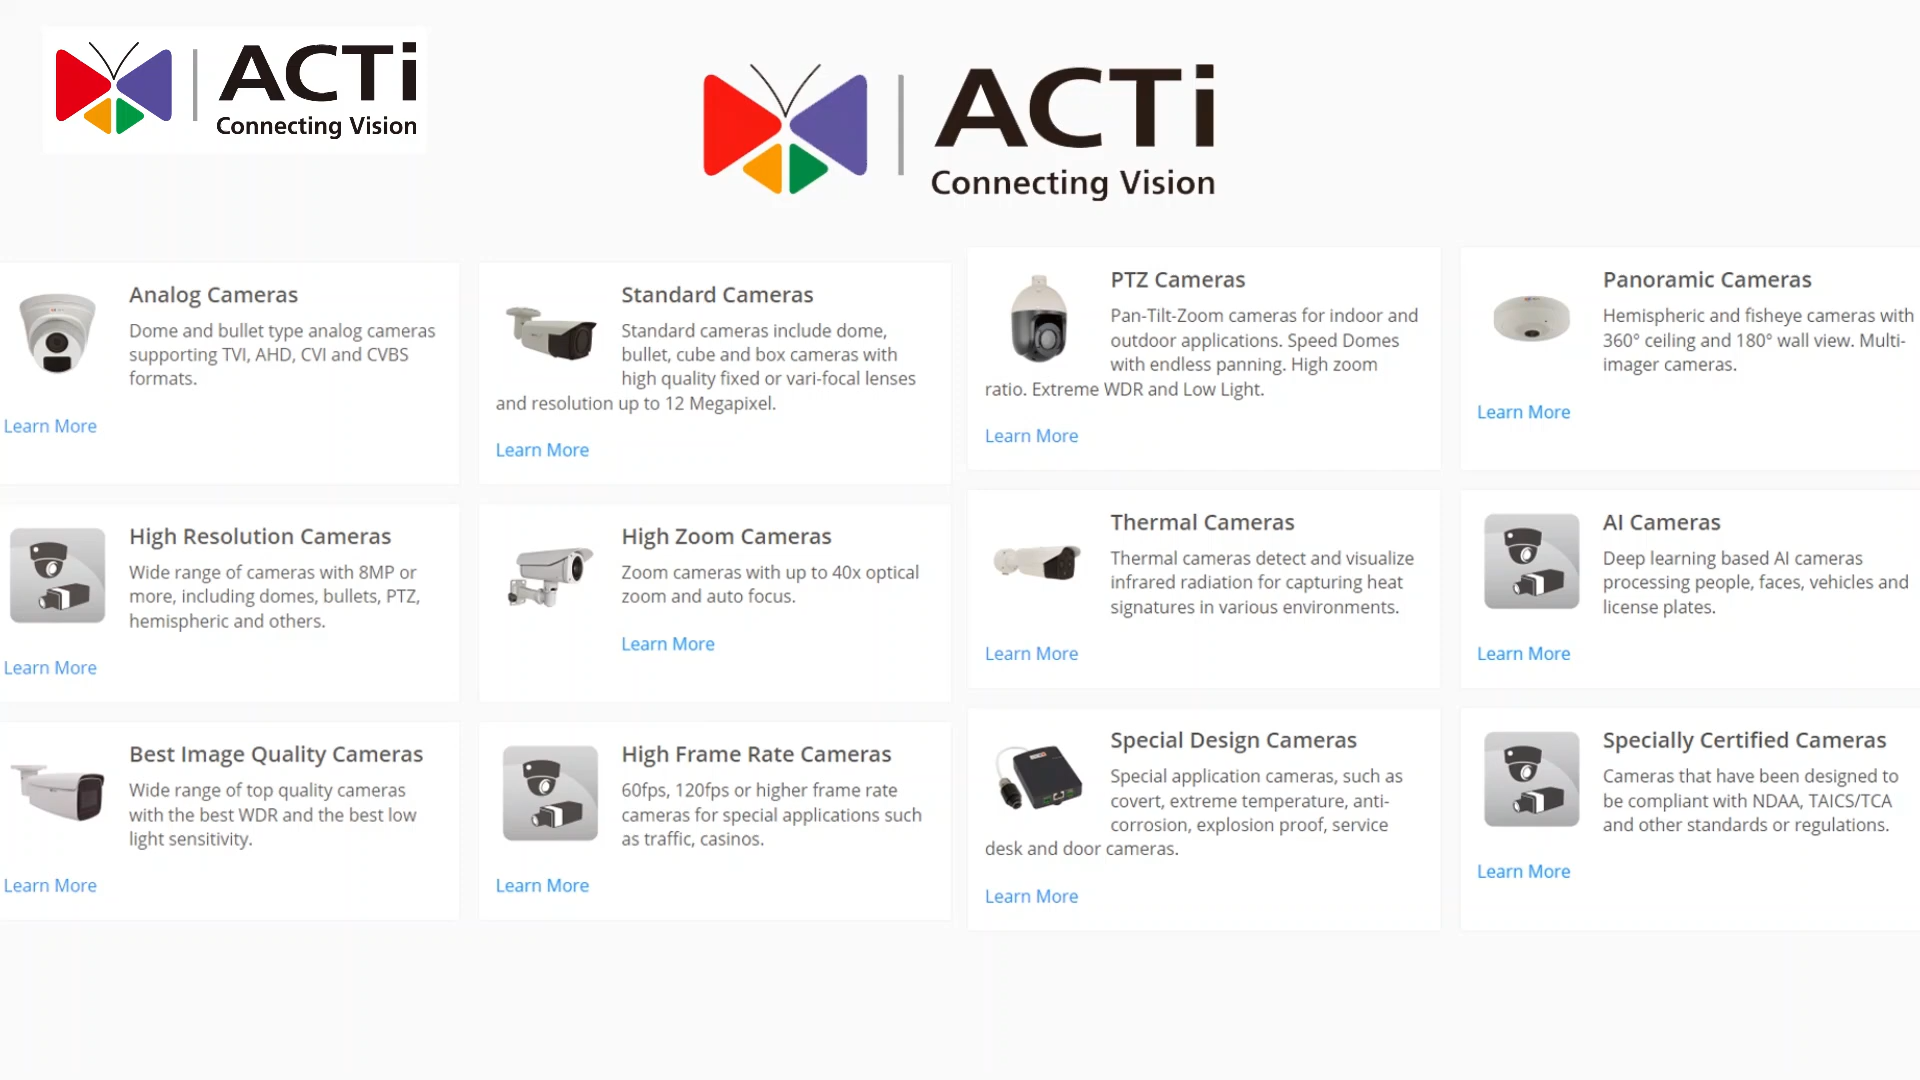 ACTi
Connecting Vision
ACTi
Connecting Vision
Analog Cameras
Dome and bullet type analog cameras
supporting TVI, AHD, CVI and CVBS
formats.
Learn More
Standard Cameras
Standard cameras include dome,
bullet, cube and box cameras with
high quality fixed or vari-focal lenses
and resolution up to 12 Megapixel.
Learn More
PTZ Cameras
Pan-Tilt-Zoom cameras for indoor and
outdoor applications. Speed Domes
with endless panning. High zoom
ratio. Extreme WDR and Low Light.
Learn More
Panoramic Cameras
Hemispheric and fisheye cameras with
360° ceiling and 180° wall view. Multi-
imager cameras.
Learn More
High Resolution Cameras
Wide range of cameras with 8MP or
more, including domes, bullets, PTZ,
hemispheric and others.
Learn More
High Zoom Cameras
Zoom cameras with up to 40x optical
zoom and auto focus.
Learn More
Thermal Cameras
Thermal cameras detect and visualize
infrared radiation for capturing heat
signatures in various environments.
Learn More
AI Cameras
Deep learning based AI cameras
processing people, faces, vehicles and
license plates.
Learn More
Best Image Quality Cameras
Wide range of top quality cameras
with the best WDR and the best low
light sensitivity.
Learn More
High Frame Rate Cameras
60fps, 120fps or higher frame rate
cameras for special applications such
as traffic, casinos.
Learn More
Special Design Cameras
Special application cameras, such as
covert, extreme temperature, anti-
corrosion, explosion proof, service
desk and door cameras.
Learn More
Specially Certified Cameras
Cameras that have been designed to
be compliant with NDAA, TAICS/TCA
and other standards or regulations.
Learn More